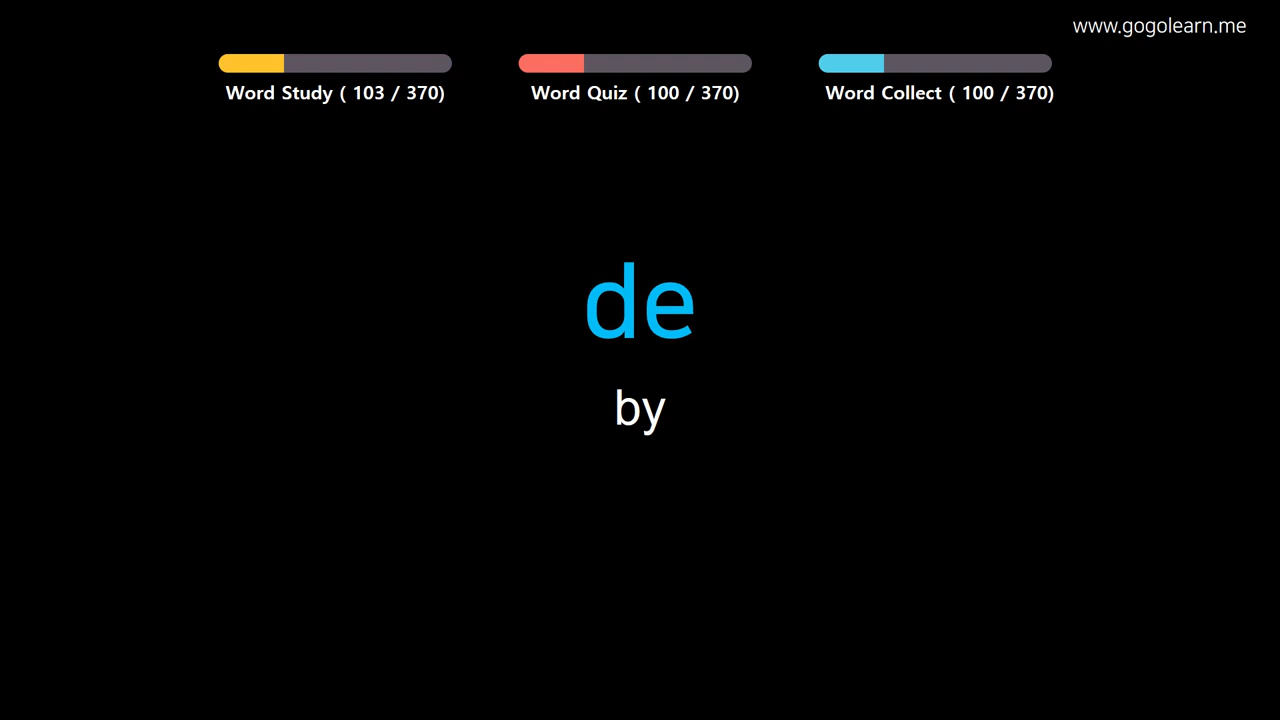 www.gogolearn.me
Word Study ( 103 / 370)
Word Quiz ( 100 / 370)
Word Collect ( 100 / 370)
de
by